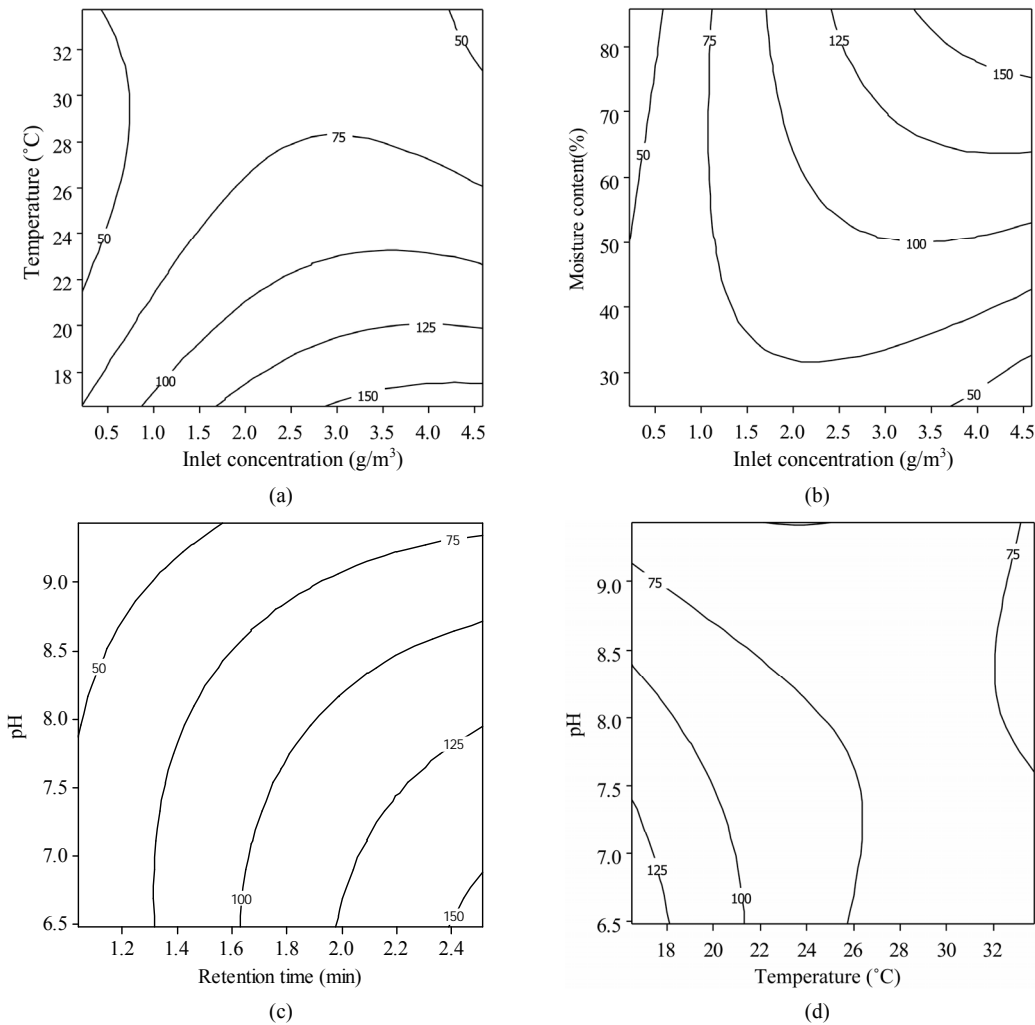 50
32
30
75
28
26
24
50
22
20
125
18
100
150
0.5 1.0 1.5 2.0 2.5 3.0 3.5 4.0 4.5
Temperature (˚C)
Inlet concentration (g/m³)
(a)
75
125
80
150
70
50
60
50
100
40
30
50
0.5 1.0 1.5 2.0 2.5 3.0 3.5 4.0 4.5
Moisture content(%)
Inlet concentration (g/m³)
(b)
75
9.0
8.5
50
8.0
125
7.5
7.0
100
150
6.5
1.2 1.4 1.6 1.8 2.0 2.2 2.4
pH
Retention time (min)
(c)
75
9.0
75
8.5
8.0
7.5
7.0
125
100
6.5
18 20 22 24 26 28 30 32
pH
Temperature (˚C)
(d)